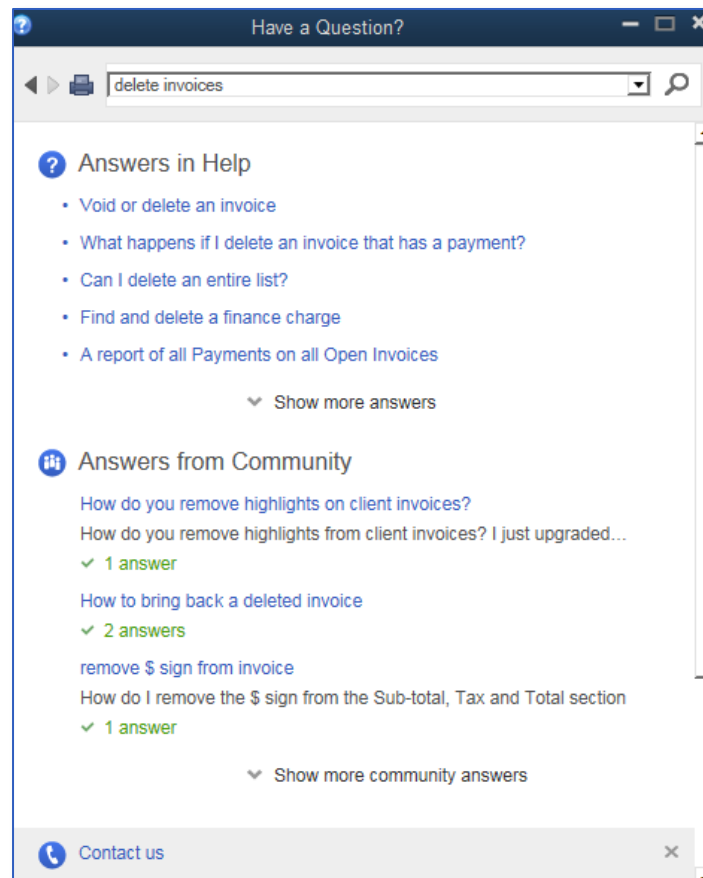 Have a Question?
delete invoices
Answers in Help
Void or delete an invoice
What happens if I delete an invoice that has a payment?
Can I delete an entire list?
Find and delete a finance charge
A report of all Payments on all Open Invoices
Show more answers
Answers from Community
How do you remove highlights on client invoices?
How do you remove highlights from client invoices? I just upgraded...
1 answer
How to bring back a deleted invoice
2 answers
remove $ sign from invoice
How do I remove the $ sign from the Sub-total, Tax and Total section
1 answer
Show more community answers
Contact us